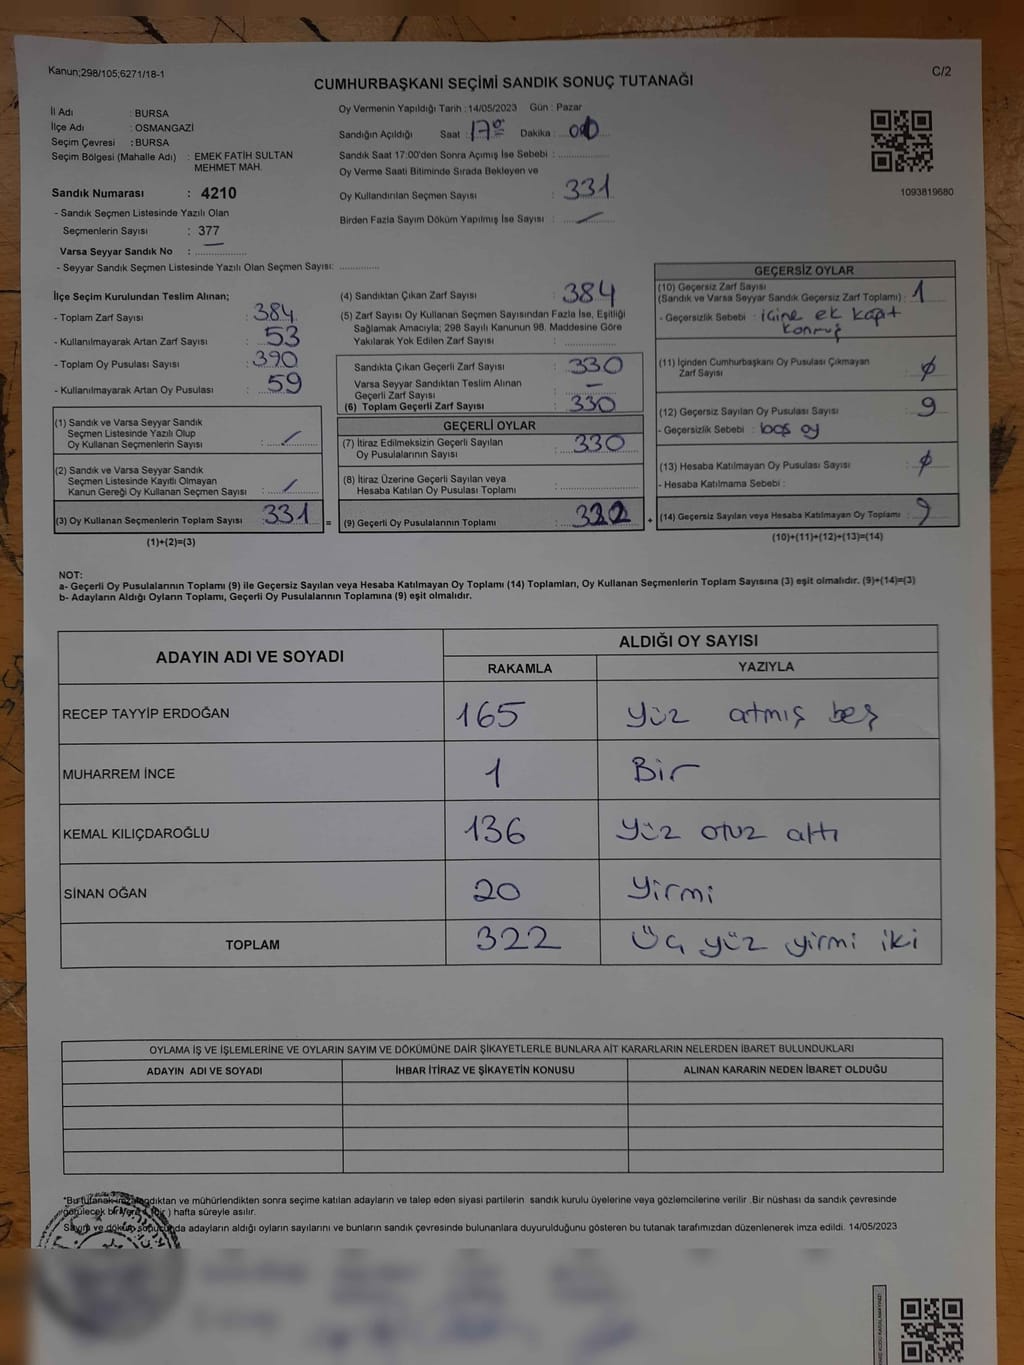 Kanun;298/105;6271/18-1
C/2
CUMHURBAŞKANI SEÇİMİ SANDIK SONUÇ TUTANAĞI
İl Adı : BURSA
İlçe Adı : OSMANGAZİ
Seçim Çevresi : BURSA
Seçim Bölgesi (Mahalle Adı) : EMEK FATİH SULTAN
MEHMET MAH.
Sandık Numarası : 4210
- Sandık Seçmen Listesinde Yazılı Olan
Seçmenlerin Sayısı : 377
Varsa Seyyar Sandık No : ................
- Seyyar Sandık Seçmen Listesinde Yazılı Olan Seçmen Sayısı: ............
Oy Vermenin Yapıldığı Tarih : 14/05/2023 Gün : Pazar
Sandığın Açıldığı Saat : 17 Dakika :
Sandık Saat 17:00'den Sonra Açımış İse Sebebi : ................
Oy Verme Saati Bitiminde Sırada Bekleyen ve
Oy Kullandırılan Seçmen Sayısı : 331
Birden Fazla Sayım Döküm Yapılmış İse Sayısı :
1093819680
İlçe Seçim Kurulundan Teslim Alınan;
- Toplam Zarf Sayısı : 384
- Kullanılmayarak Artan Zarf Sayısı : 53
- Toplam Oy Pusulası Sayısı : 390
- Kullanılmayarak Artan Oy Pusulası : 59
(1) Sandık ve Varsa Seyyar Sandık
Seçmen Listesinde Yazılı Olup
Oy Kullanan Seçmenlerin Sayısı : /
(2) Sandık ve Varsa Seyyar Sandık
Seçmen Listesinde Kayıtlı Olmayan
Kanun Gereği Oy Kullanan Seçmen Sayısı : /
(3) Oy Kullanan Seçmenlerin Toplam Sayısı : 331 =
(1)+(2)=(3)
(4) Sandıktan Çıkan Zarf Sayısı : 384
(5) Zarf Sayısı Oy Kullanan Seçmen Sayısından Fazla İse, Eşitliği
Sağlamak Amacıyla; 298 Sayılı Kanunun 98. Maddesine Göre
Yakılarak Yok Edilen Zarf Sayısı : ................
Sandıkta Çıkan Geçerli Zarf Sayısı : 330
Varsa Seyyar Sandıktan Teslim Alınan
Geçerli Zarf Sayısı : –
(6) Toplam Geçerli Zarf Sayısı : 330
GEÇERLİ OYLAR
(7) İtiraz Edilmeksizin Geçerli Sayılan
Oy Pusulalarının Sayısı : 330
(8) İtiraz Üzerine Geçerli Sayılan veya
Hesaba Katılan Oy Pusulası Toplamı : ................
(9) Geçerli Oy Pusulalarının Toplamı : 322 +
GEÇERSİZ OYLAR
(10) Geçersiz Zarf Sayısı
(Sandık ve Varsa Seyyar Sandık Geçersiz Zarf Toplamı) : 1
- Geçersizlik Sebebi : içine ek kağıt
konmuş
(11) İçinden Cumhurbaşkanı Oy Pusulası Çıkmayan
Zarf Sayısı : ∅
(12) Geçersiz Sayılan Oy Pusulası Sayısı : 9
- Geçersizlik Sebebi : boş oy
(13) Hesaba Katılmayan Oy Pusulası Sayısı : ∅
- Hesaba Katılmama Sebebi :
(14) Geçersiz Sayılan veya Hesaba Katılmayan Oy Toplamı : 9
(10)+(11)+(12)+(13)=(14)
NOT:
a- Geçerli Oy Pusulalarının Toplamı (9) ile Geçersiz Sayılan veya Hesaba Katılmayan Oy Toplamı (14) Toplamları, Oy Kullanan Seçmenlerin Toplam Sayısına (3) eşit olmalıdır. (9)+(14)=(3)
b- Adayların Aldığı Oyların Toplamı, Geçerli Oy Pusulalarının Toplamına (9) eşit olmalıdır.
ADAYIN ADI VE SOYADI
ALDIĞI OY SAYISI
RAKAMLA YAZIYLA
RECEP TAYYİP ERDOĞAN 165 Yüz atmış beş
MUHARREM İNCE 1 Bir
KEMAL KILIÇDAROĞLU 136 Yüz otuz altı
SİNAN OĞAN 20 Yirmi
TOPLAM 322 Üç yüz yirmi iki
OYLAMA İŞ VE İŞLEMLERİNE VE OYLARIN SAYIM VE DÖKÜMÜNE DAİR ŞİKAYETLERLE BUNLARA AİT KARARLARIN NELERDEN İBARET BULUNDUKLARI
ADAYIN ADI VE SOYADI İHBAR İTİRAZ VE ŞİKAYETİN KONUSU ALINAN KARARIN NEDEN İBARET OLDUĞU
"Bu tutanak imzalandıktan ve mühürlendikten sonra seçime katılan adayların ve talep eden siyasi partilerin sandık kurulu üyelerine veya gözlemcilerine verilir .Bir nüshası da sandık çevresinde
görülecek bir yere ( bir ) hafta süreyle asılır.
Sayım ve döküm sonucunda adayların aldığı oyların sayılarını ve bunların sandık çevresinde bulunanlara duyurulduğunu gösteren bu tutanak tarafımızdan düzenlenerek imza edildi. 14/05/2023